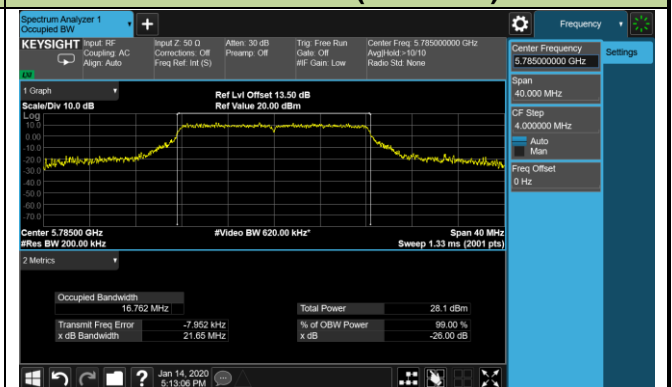 Spectrum Analyzer 1
Occupied BW
+
Frequency
KEYSIGHT
Input: RF
Coupling: AC
Align: Auto
Input Z: 50 Ω
Corrections: Off
Freq Ref: Int (S)
Atten: 30 dB
Preamp: Off
Trig: Free Run
Gate: Off
#IF Gain: Low
Center Freq: 5.785000000 GHz
Avg|Hold:>10/10
Radio Std: None
Center Frequency
5.785000000 GHz
Settings
Span
40.000 MHz
CF Step
4.000000 MHz
Auto
Man
Freq Offset
0 Hz
1 Graph
Scale/Div 10.0 dB
Ref Lvl Offset 13.50 dB
Ref Value 20.00 dBm
Log
10.0
0.00
-10.0
-20.0
-30.0
-40.0
-50.0
-60.0
-70.0
Center 5.78500 GHz
#Video BW 620.00 kHz*
Span 40 MHz
#Res BW 200.00 kHz
Sweep 1.33 ms (2001 pts)
2 Metrics
Occupied Bandwidth
16.762 MHz
Total Power 28.1 dBm
Transmit Freq Error -7.952 kHz
% of OBW Power 99.00 %
x dB Bandwidth 21.65 MHz
x dB -26.00 dB
?
Jan 14, 2020
5:13:06 PM